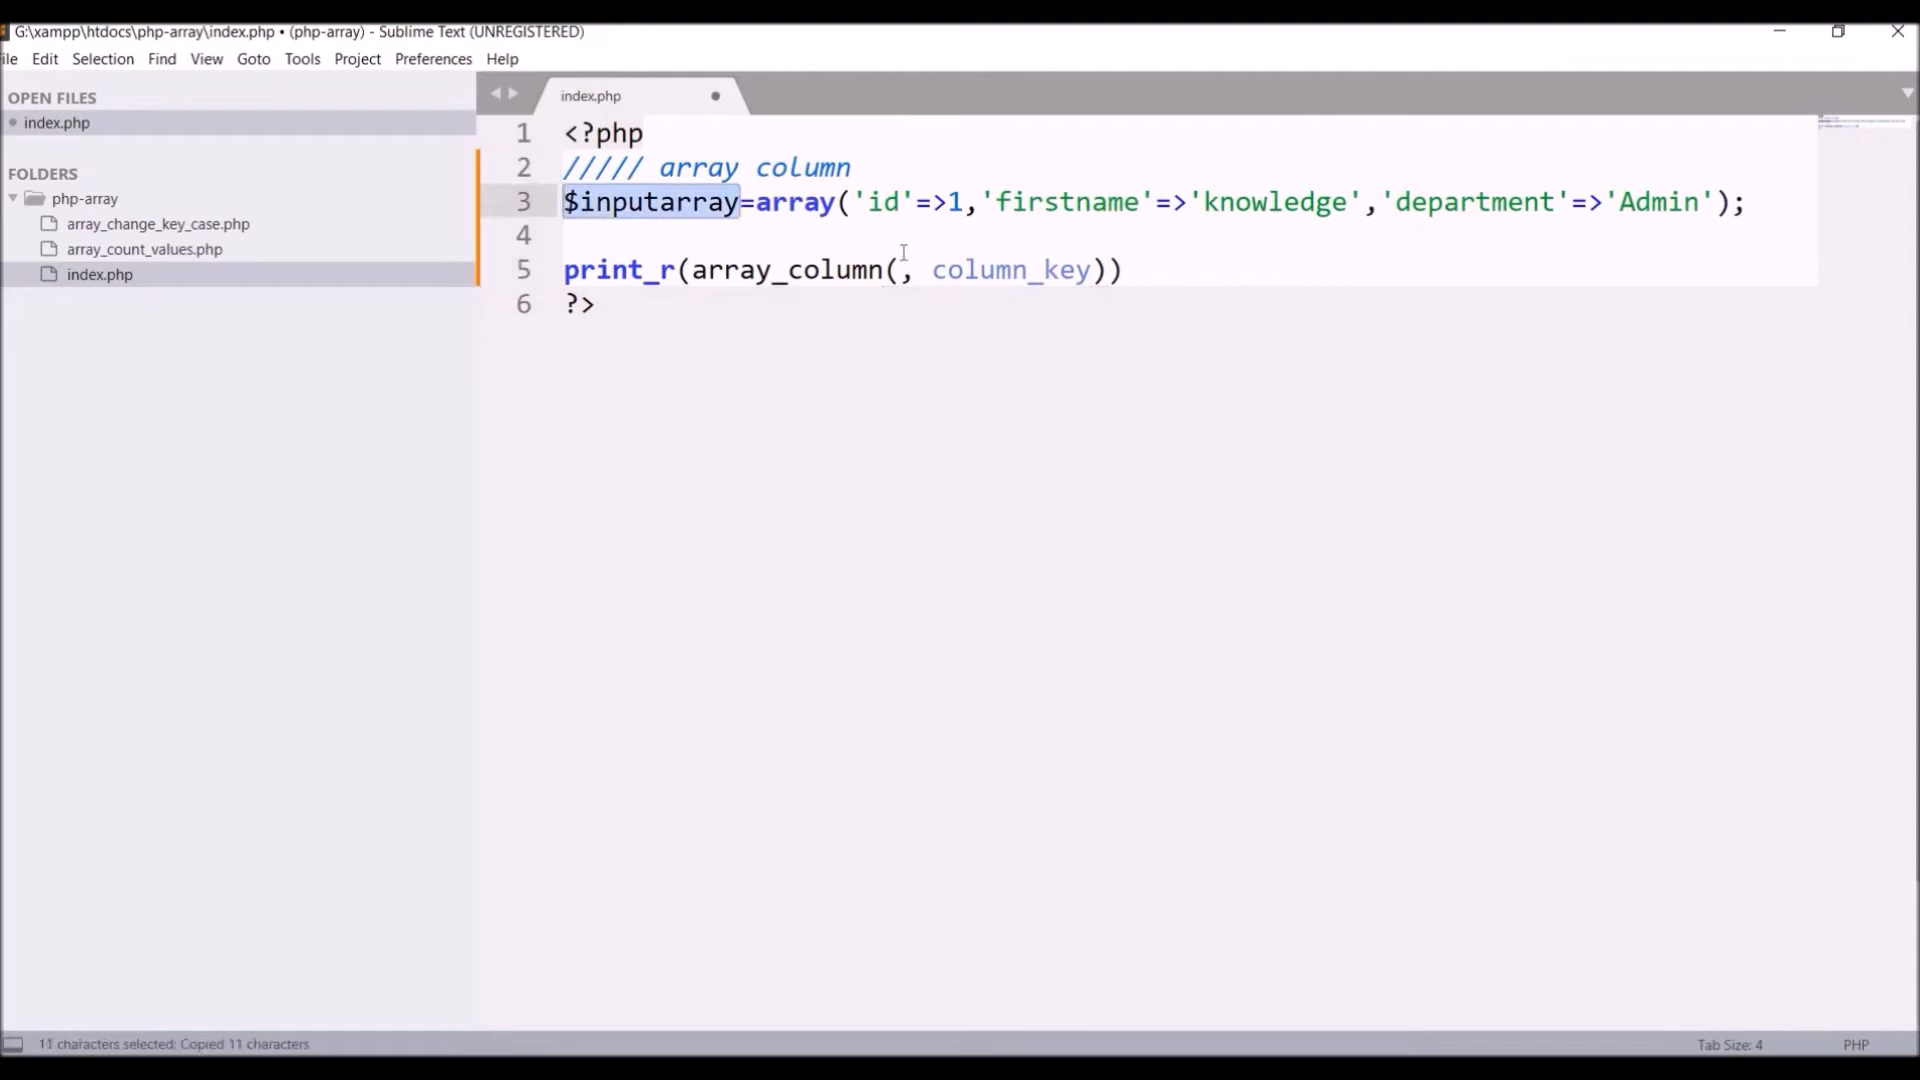 G:\xampp\htdocs\php-array\index.php • (php-array) - Sublime Text (UNREGISTERED)
ile Edit Selection Find View Goto Tools Project Preferences Help
OPEN FILES
index.php
FOLDERS
php-array
array_change_key_case.php
array_count_values.php
index.php
index.php
1 <?php
2 ///// array column
3 $inputarray=array('id'=>1,'firstname'=>'knowledge','department'=>'Admin');
4
5 print_r(array_column(, column_key))
6 ?>
11 characters selected; Copied 11 characters
Tab Size: 4
PHP